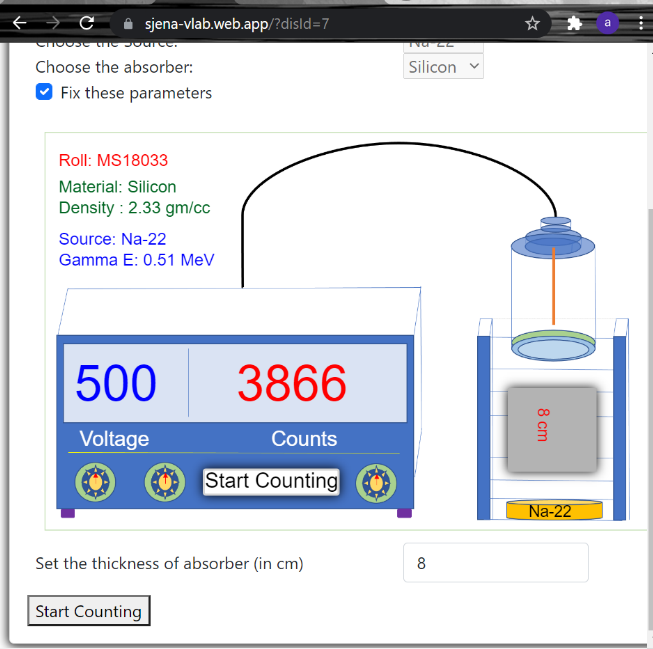 sjena-vlab.web.app/?disId=7
a
Choose the Source:
Na-22
Choose the absorber:
Silicon
Fix these parameters
Roll: MS18033
Material: Silicon
Density : 2.33 gm/cc
Source: Na-22
Gamma E: 0.51 MeV
500
3866
Voltage
Counts
Start Counting
8 cm
Na-22
Set the thickness of absorber (in cm)
8
Start Counting